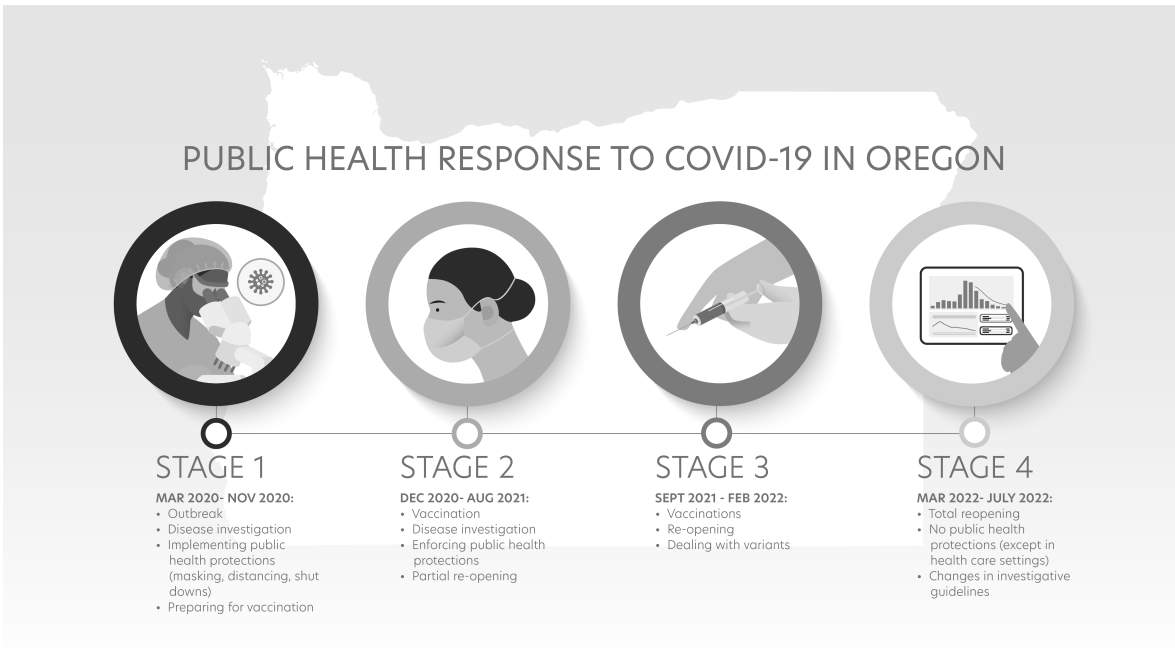 PUBLIC HEALTH RESPONSE TO COVID-19 IN OREGON
STAGE 1
MAR 2020- NOV 2020:
• Outbreak
• Disease investigation
• Implementing public
health protections
(masking, distancing, shut
downs)
• Preparing for vaccination
STAGE 2
DEC 2020- AUG 2021:
• Vaccination
• Disease investigation
• Enforcing public health
protections
• Partial re-opening
STAGE 3
SEPT 2021 - FEB 2022:
• Vaccinations
• Re-opening
• Dealing with variants
STAGE 4
MAR 2022- JULY 2022:
• Total reopening
• No public health
protections (except in
health care settings)
• Changes in investigative
guidelines